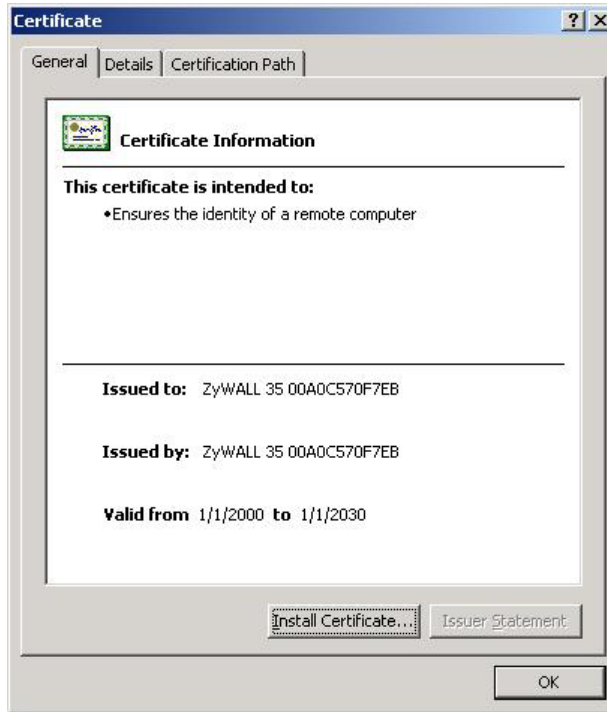 Certificate
General
Details
Certification Path
Certificate Information
This certificate is intended to:
•Ensures the identity of a remote computer
Issued to: ZyWALL 35 00A0C570F7EB
Issued by: ZyWALL 35 00A0C570F7EB
Valid from 1/1/2000 to 1/1/2030
Install Certificate...
Issuer Statement
OK